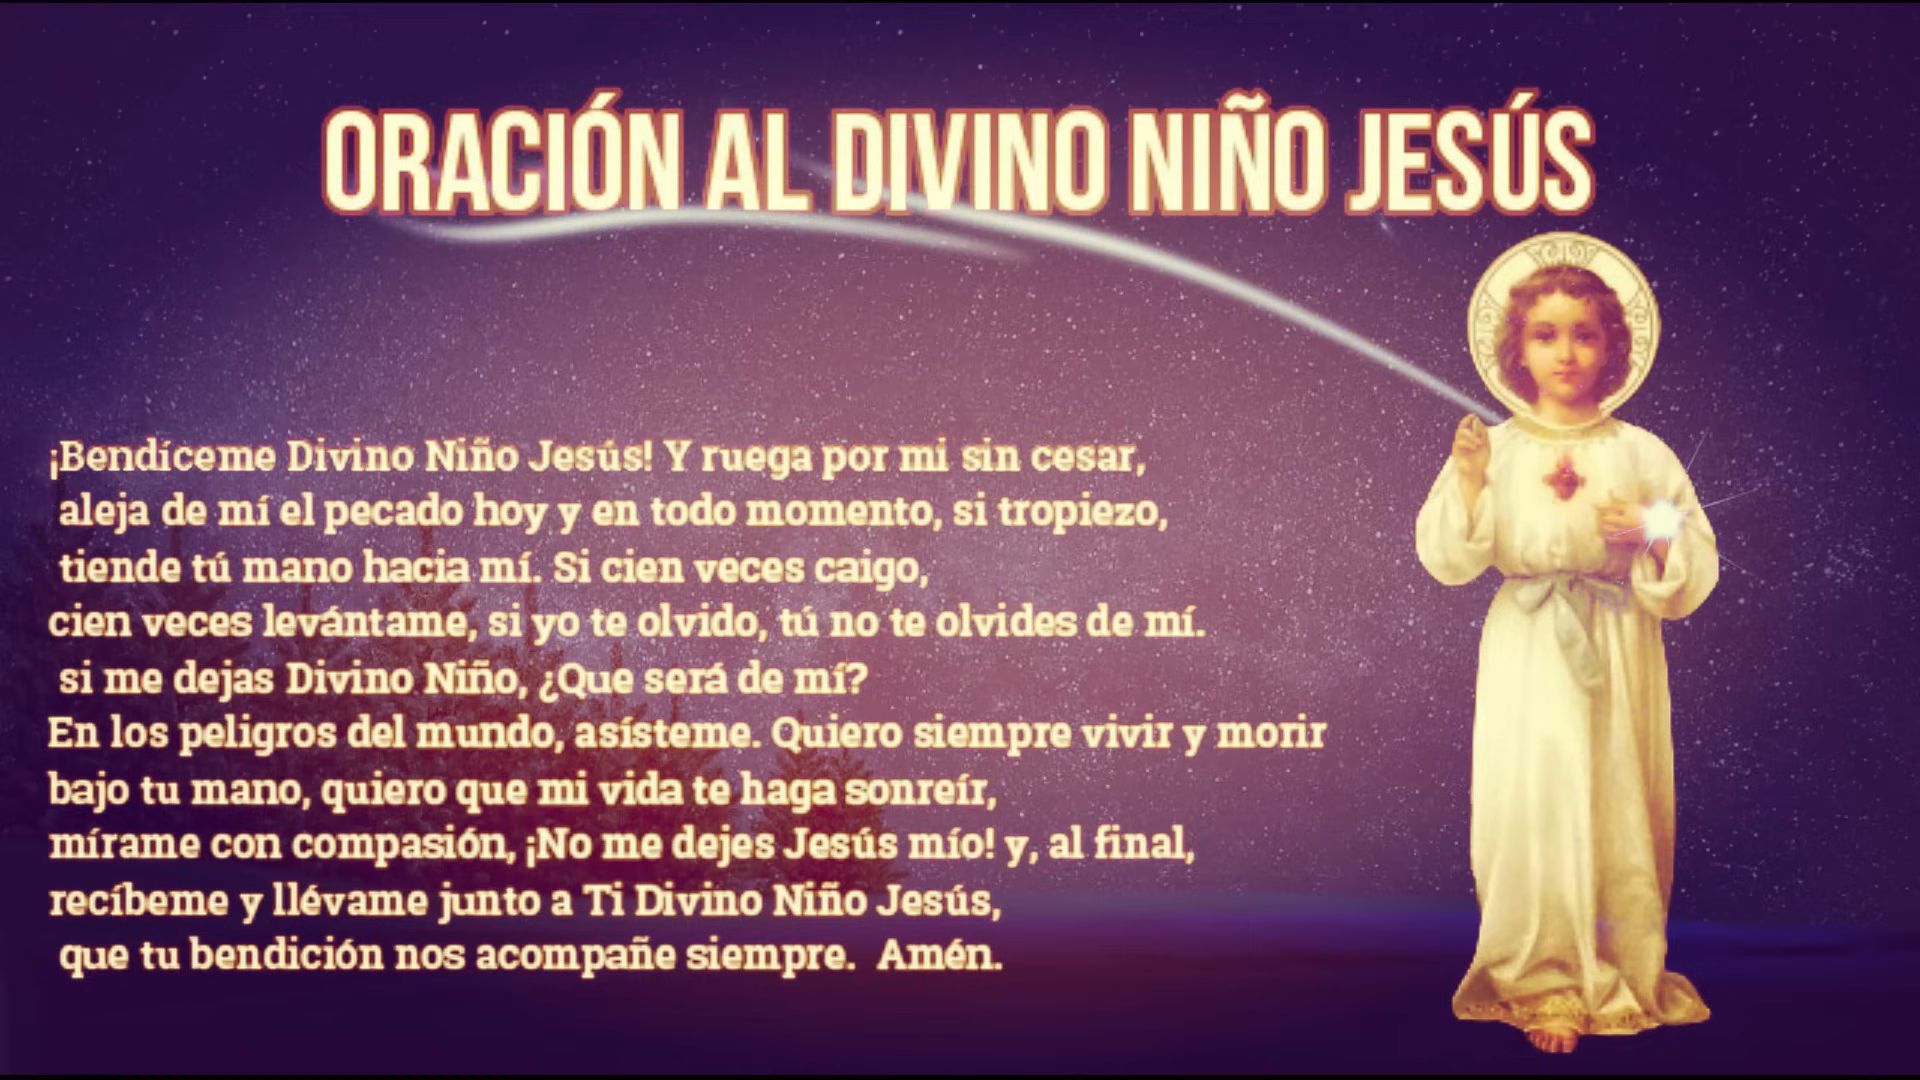 ORACIÓN AL DIVINO NIÑO JESÚS
¡Bendíceme Divino Niño Jesús! Y ruega por mi sin cesar,
aleja de mí el pecado hoy y en todo momento, si tropiezo,
tiende tú mano hacia mí. Si cien veces caigo,
cien veces levántame, si yo te olvido, tú no te olvides de mí.
si me dejas Divino Niño, ¿Que será de mí?
En los peligros del mundo, asísteme. Quiero siempre vivir y morir
bajo tu mano, quiero que mi vida te haga sonreír,
mírame con compasión, ¡No me dejes Jesús mío! y, al final,
recíbeme y llévame junto a Ti Divino Niño Jesús,
que tu bendición nos acompañe siempre. Amén.